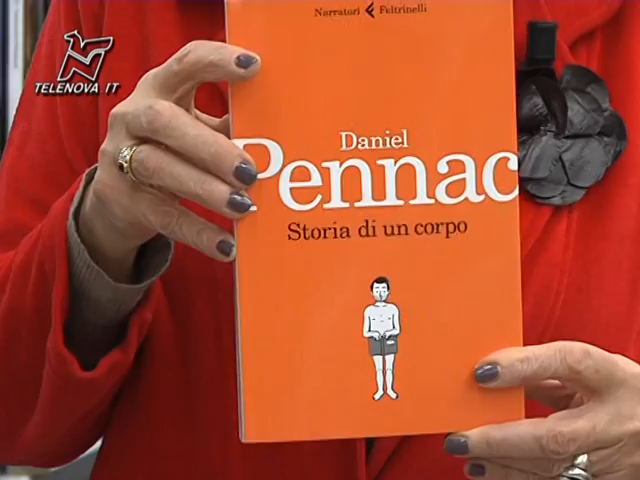 Narratori Feltrinelli
TELENOVA.IT
Daniel
Pennac
Storia di un corpo